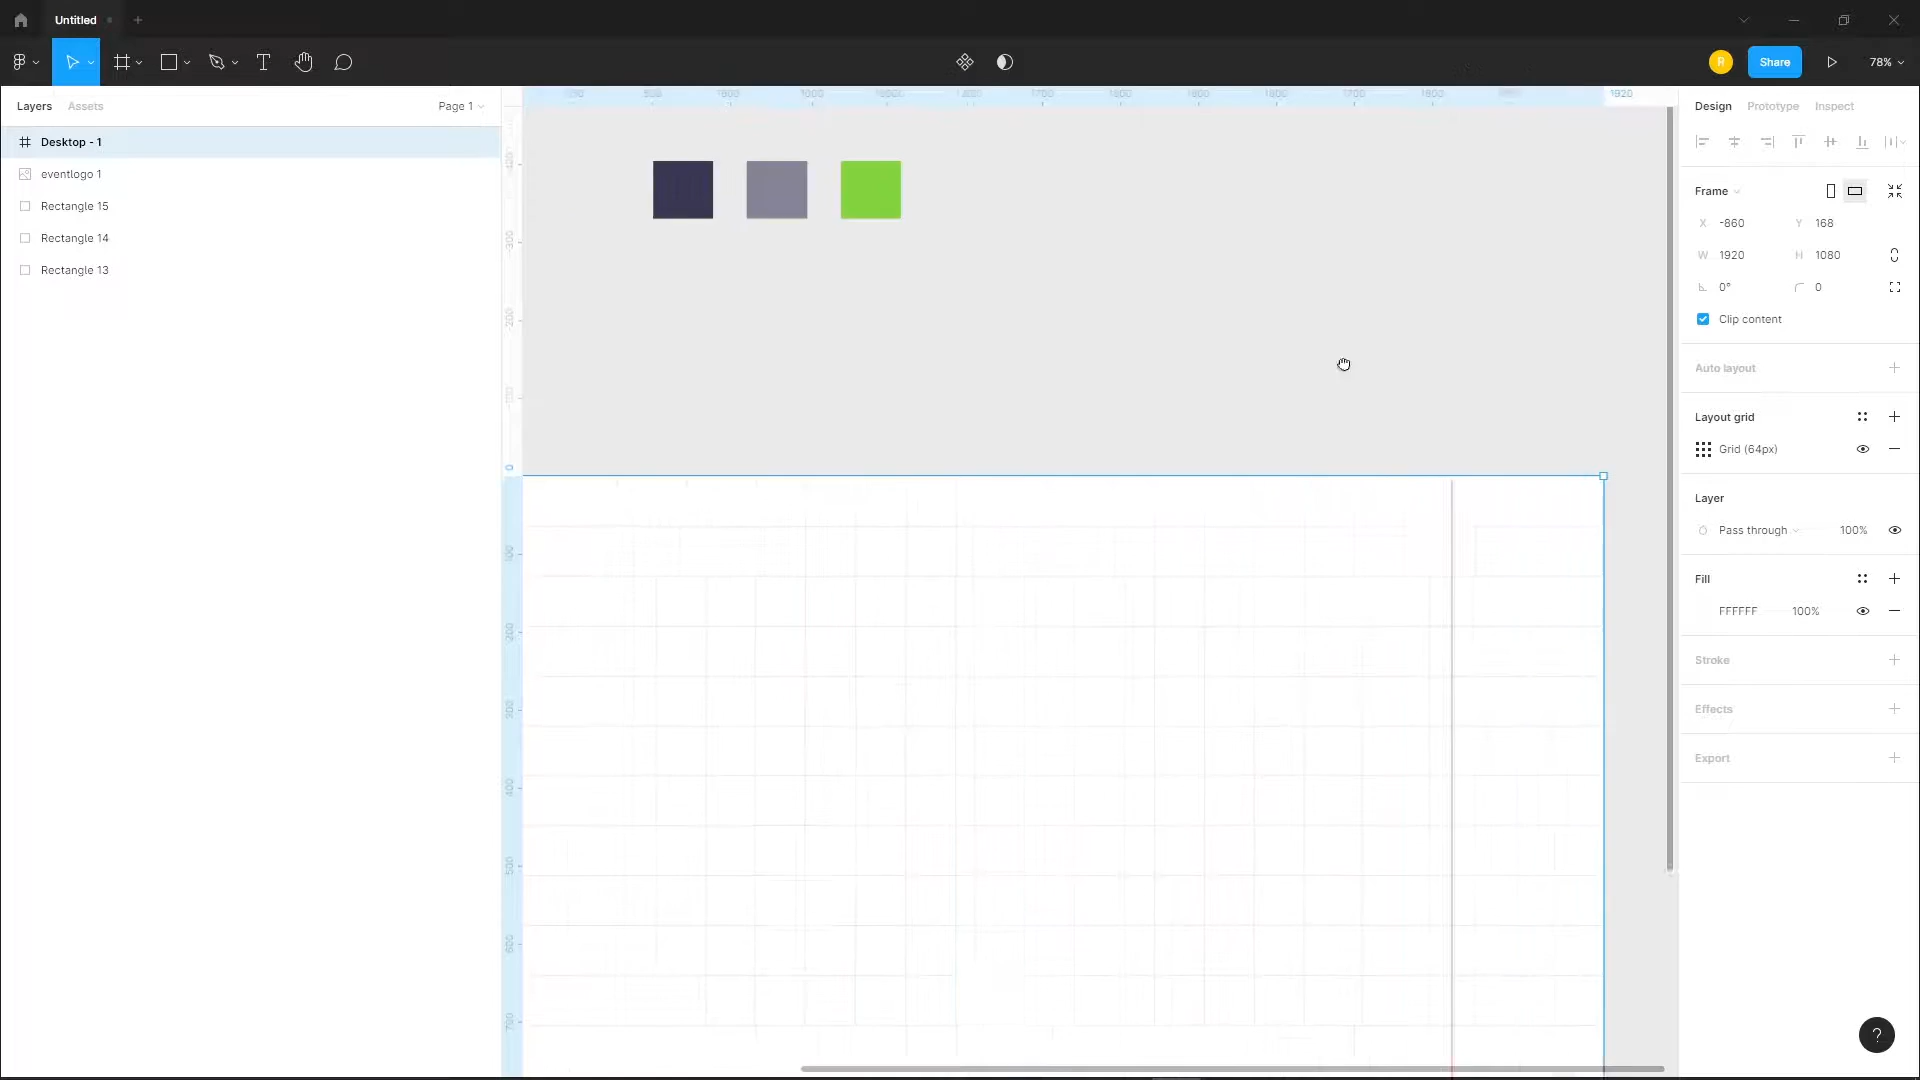 Untitled
R
Share
78%
Layers
Assets
Page 1
Desktop - 1
eventlogo 1
Rectangle 15
Rectangle 14
Rectangle 13
1920
0
Design
Prototype
Inspect
Frame
X -860
Y 168
W 1920
H 1080
0°
0
Clip content
Auto layout
Layout grid
Grid (64px)
Layer
Pass through
100%
Fill
FFFFFF
100%
Stroke
Effects
Export
?